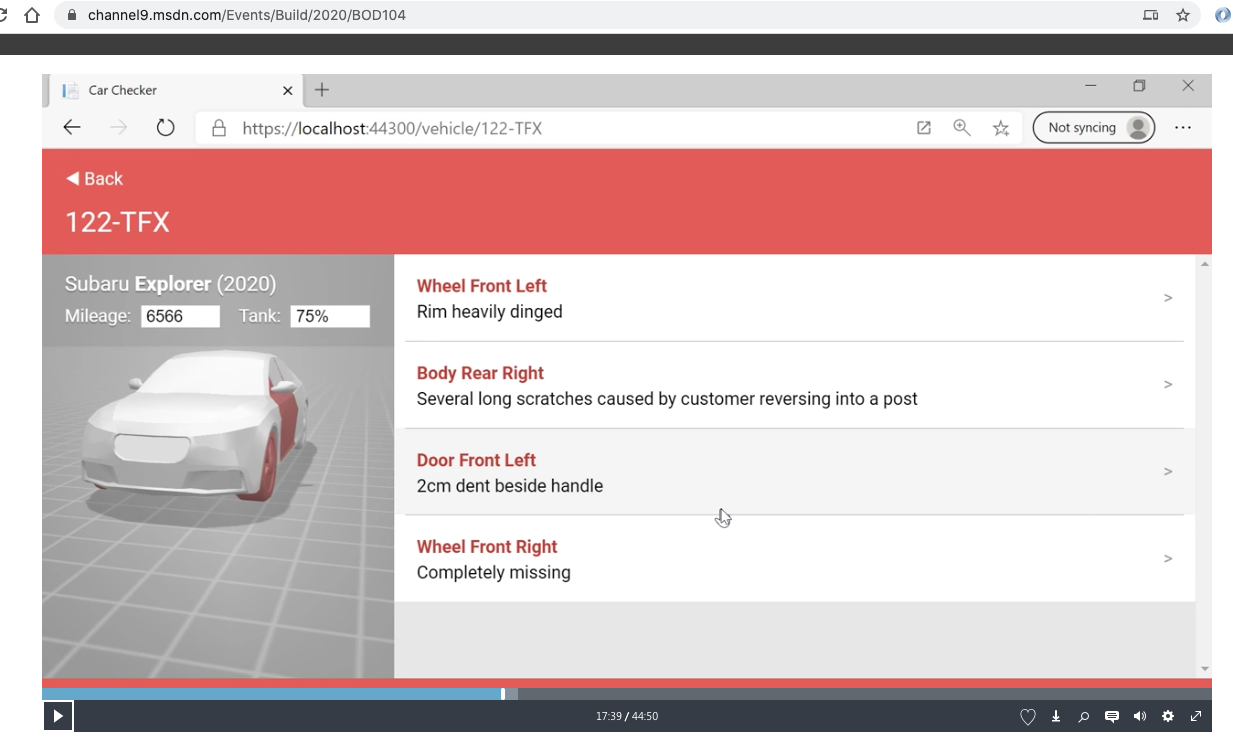 channel9.msdn.com/Events/Build/2020/BOD104
Car Checker
https://localhost:44300/vehicle/122-TFX
Not syncing
◀ Back
122-TFX
Subaru Explorer (2020)
Mileage: 6566 Tank: 75%
Wheel Front Left
Rim heavily dinged
>
Body Rear Right
Several long scratches caused by customer reversing into a post
>
Door Front Left
2cm dent beside handle
>
Wheel Front Right
Completely missing
>
17:39 / 44:50